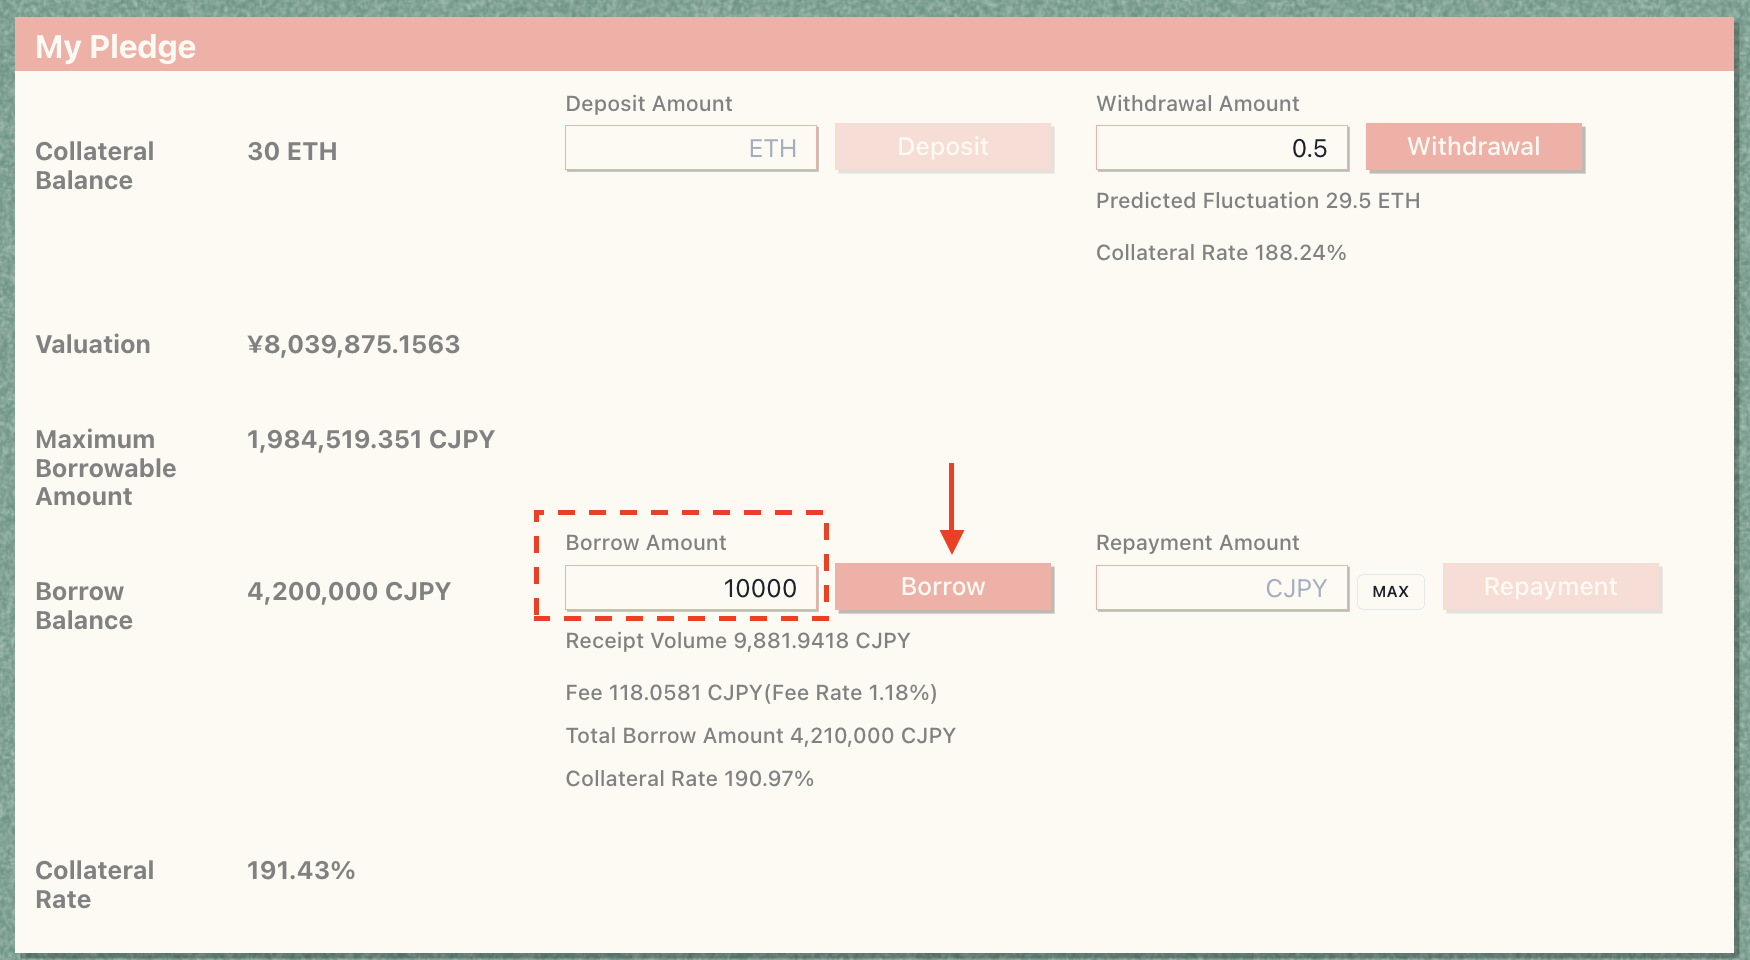 My Pledge
Deposit Amount
Withdrawal Amount
Collateral
Balance
30 ETH
ETH
Deposit
0.5
Withdrawal
Predicted Fluctuation 29.5 ETH
Collateral Rate 188.24%
Valuation
¥8,039,875.1563
Maximum
Borrowable
Amount
1,984,519.351 CJPY
Borrow Amount
Repayment Amount
Borrow
Balance
4,200,000 CJPY
10000
Borrow
CJPY
MAX
Repayment
Receipt Volume 9,881.9418 CJPY
Fee 118.0581 CJPY(Fee Rate 1.18%)
Total Borrow Amount 4,210,000 CJPY
Collateral Rate 190.97%
Collateral
Rate
191.43%